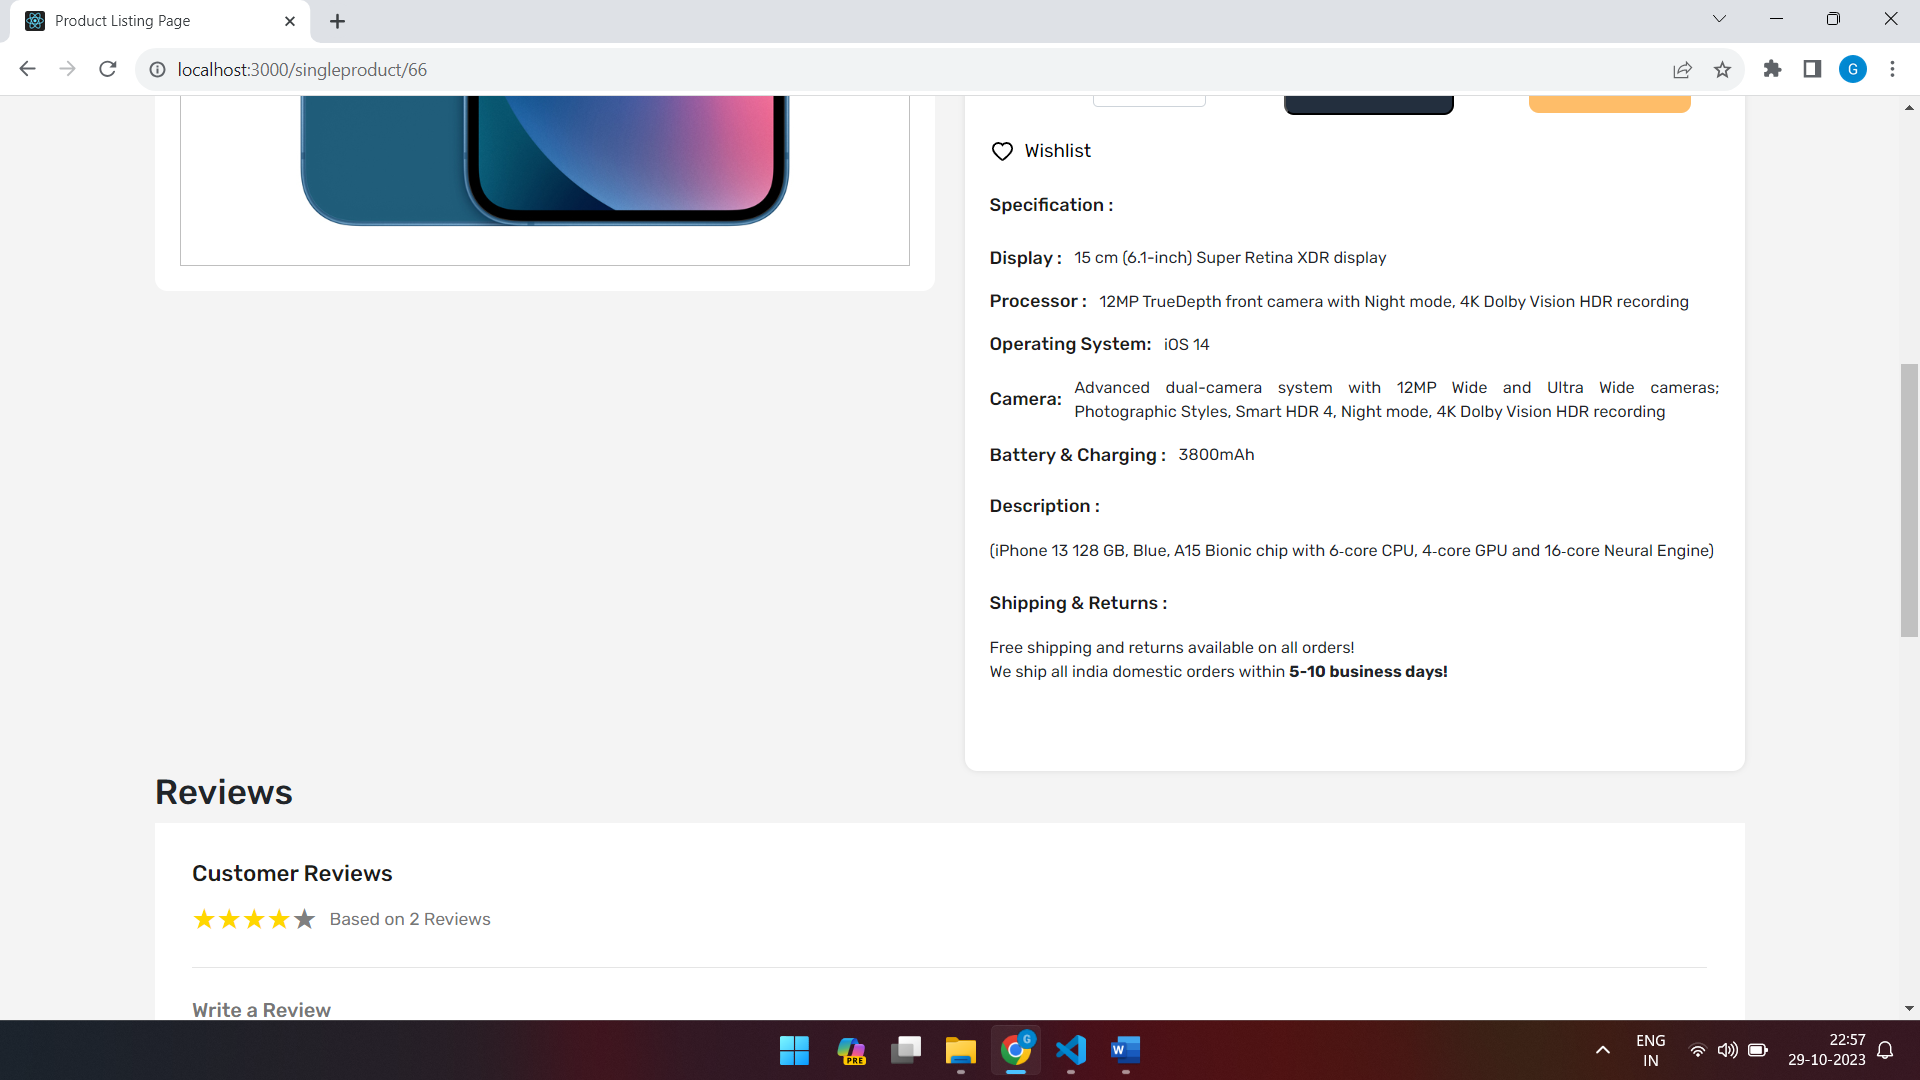 Product Listing Page
localhost:3000/singleproduct/66
G
Wishlist
Specification :
Display : 15 cm (6.1-inch) Super Retina XDR display
Processor : 12MP TrueDepth front camera with Night mode, 4K Dolby Vision HDR recording
Operating System: iOS 14
Camera: Advanced dual-camera system with 12MP Wide and Ultra Wide cameras;
Photographic Styles, Smart HDR 4, Night mode, 4K Dolby Vision HDR recording
Battery & Charging : 3800mAh
Description :
(iPhone 13 128 GB, Blue, A15 Bionic chip with 6-core CPU, 4-core GPU and 16-core Neural Engine)
Shipping & Returns :
Free shipping and returns available on all orders!
We ship all india domestic orders within 5-10 business days!
Reviews
Customer Reviews
Based on 2 Reviews
Write a Review
PRE
G
W
ENG
IN
22:57
29-10-2023